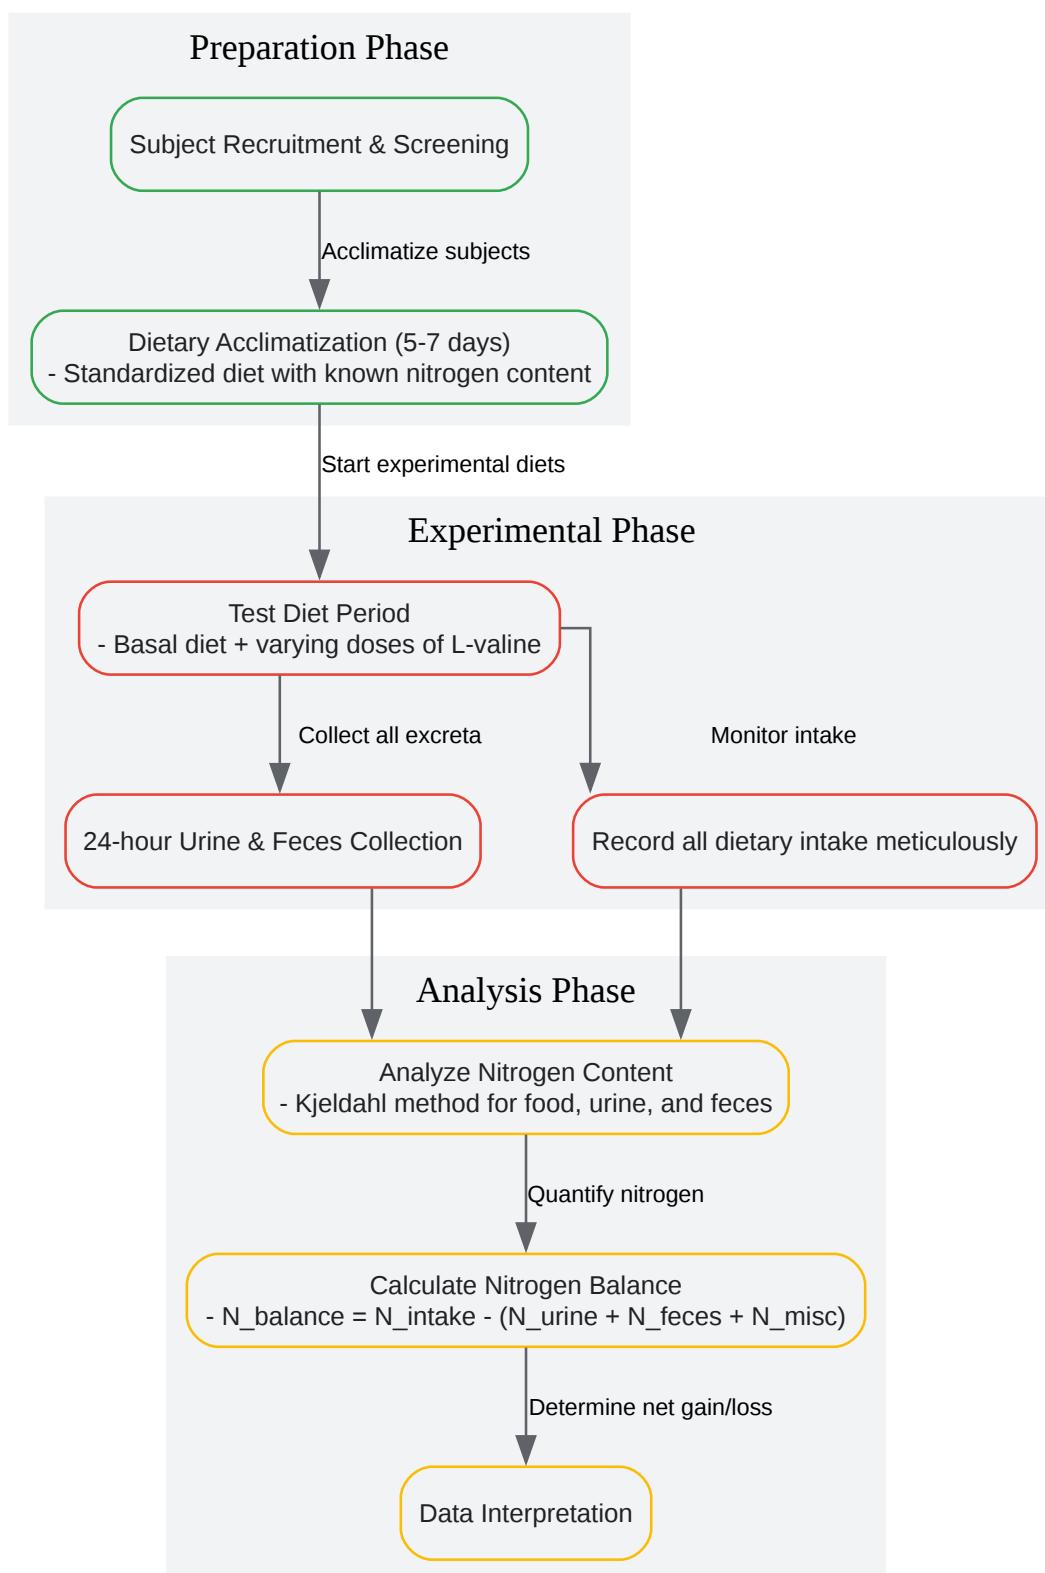 Preparation Phase
Subject Recruitment & Screening
Acclimatize subjects
Dietary Acclimatization (5-7 days)
- Standardized diet with known nitrogen content
Start experimental diets
Experimental Phase
Test Diet Period
- Basal diet + varying doses of L-valine
Collect all excreta
Monitor intake
24-hour Urine & Feces Collection
Record all dietary intake meticulously
Analysis Phase
Analyze Nitrogen Content
- Kjeldahl method for food, urine, and feces
Quantify nitrogen
Calculate Nitrogen Balance
- N_balance = N_intake - (N_urine + N_feces + N_misc)
Determine net gain/loss
Data Interpretation